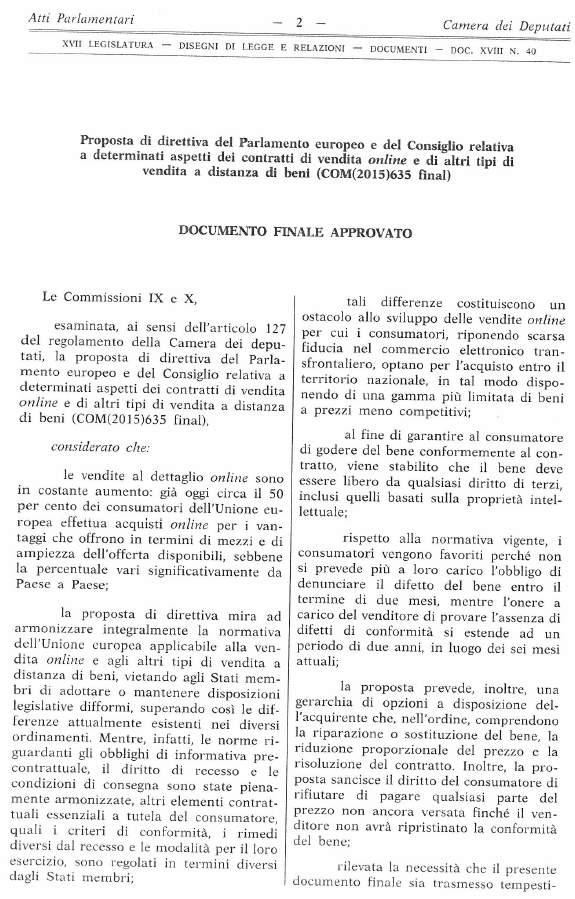 Atti Parlamentari
— 2 —
Camera dei Deputati
XVII LEGISLATURA — DISEGNI DI LEGGE E RELAZIONI — DOCUMENTI — DOC. XVIII N. 40
Proposta di direttiva del Parlamento europeo e del Consiglio relativa
a determinati aspetti dei contratti di vendita online e di altri tipi di
vendita a distanza di beni (COM(2015)635 final)
DOCUMENTO FINALE APPROVATO
Le Commissioni IX e X,
esaminata, ai sensi dell'articolo 127
del regolamento della Camera dei depu-
tati, la proposta di direttiva del Parla-
mento europeo e del Consiglio relativa a
determinati aspetti dei contratti di vendita
online e di altri tipi di vendita a distanza
di beni (COM(2015)635 final),
considerato che:
le vendite al dettaglio online sono
in costante aumento: già oggi circa il 50
per cento dei consumatori dell'Unione eu-
ropea effettua acquisti online per i van-
taggi che offrono in termini di mezzi e di
ampiezza dell'offerta disponibili, sebbene
la percentuale vari significativamente da
Paese a Paese;
la proposta di direttiva mira ad
armonizzare integralmente la normativa
dell'Unione europea applicabile alla ven-
dita online e agli altri tipi di vendita a
distanza di beni, vietando agli Stati mem-
bri di adottare o mantenere disposizioni
legislative difformi, superando così le dif-
ferenze attualmente esistenti nei diversi
ordinamenti. Mentre, infatti, le norme ri-
guardanti gli obblighi di informativa pre-
contrattuale, il diritto di recesso e le
condizioni di consegna sono state piena-
mente armonizzate, altri elementi contrat-
tuali essenziali a tutela del consumatore,
quali i criteri di conformità, i rimedi
diversi dal recesso e le modalità per il loro
esercizio, sono regolati in termini diversi
dagli Stati membri;
tali differenze costituiscono un
ostacolo allo sviluppo delle vendite online
per cui i consumatori, riponendo scarsa
fiducia nel commercio elettronico tran-
sfrontaliero, optano per l'acquisto entro il
territorio nazionale, in tal modo dispo-
nendo di una gamma più limitata di beni
a prezzi meno competitivi;
al fine di garantire al consumatore
di godere del bene conformemente al con-
tratto, viene stabilito che il bene deve
essere libero da qualsiasi diritto di terzi,
inclusi quelli basati sulla proprietà intel-
lettuale;
rispetto alla normativa vigente, i
consumatori vengono favoriti perché non
si prevede più a loro carico l'obbligo di
denunciare il difetto del bene entro il
termine di due mesi, mentre l'onere a
carico del venditore di provare l'assenza di
difetti di conformità si estende ad un
periodo di due anni, in luogo dei sei mesi
attuali;
la proposta prevede, inoltre, una
gerarchia di opzioni a disposizione del-
l'acquirente che, nell'ordine, comprendono
la riparazione o sostituzione del bene, la
riduzione proporzionale del prezzo e la
risoluzione del contratto. Inoltre, la pro-
posta sancisce il diritto del consumatore di
rifiutare di pagare qualsiasi parte del
prezzo non ancora versata finché il ven-
ditore non avrà ripristinato la conformità
del bene;
rilevata la necessità che il presente
documento finale sia trasmesso tempesti-